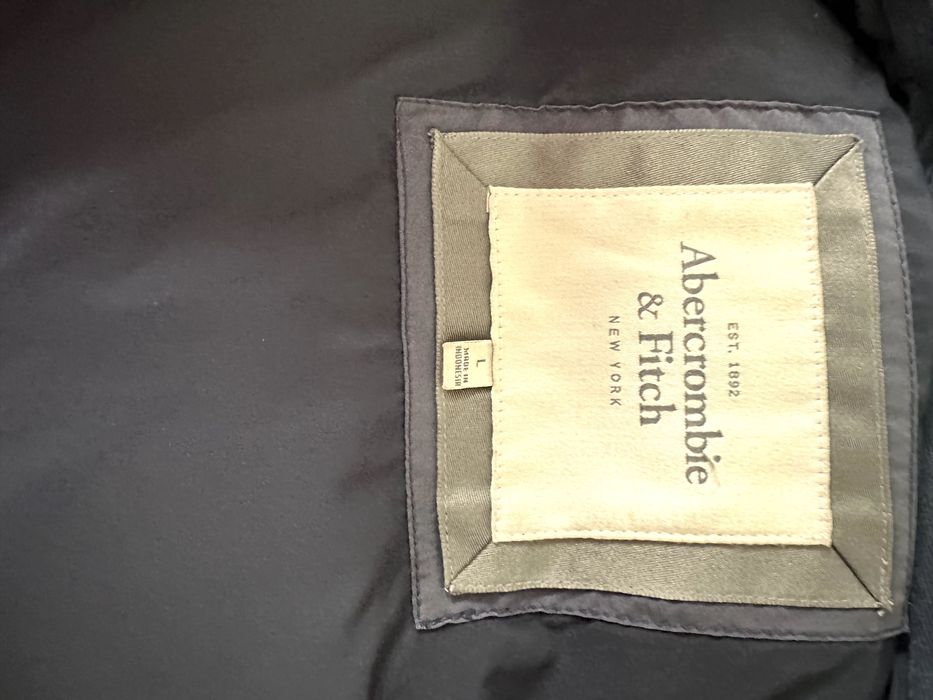 EST. 1892
Abercrombie
& Fitch
NEW YORK
L
MADE IN
INDONESIA